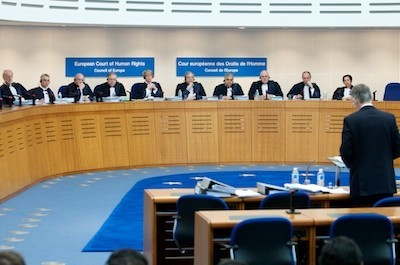 European Court of Human Rights
Council of Europe
Cour européenne des Droits de l'Homme
Conseil de l'Europe